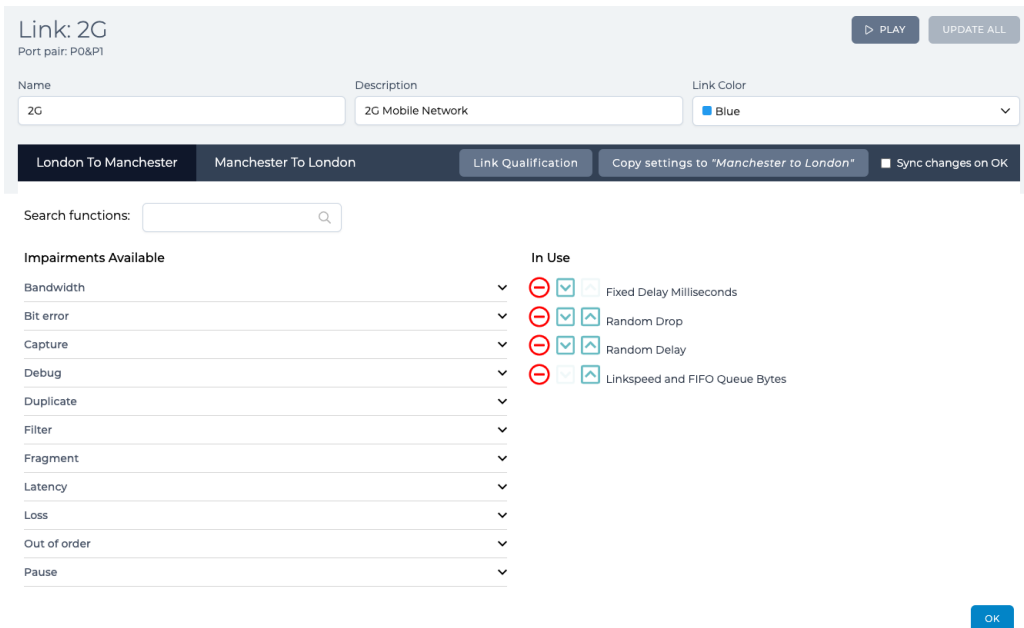 Link: 2G
Port pair: P0&P1
PLAY
UPDATE ALL
Name
Description
Link Color
2G
2G Mobile Network
Blue
London To Manchester
Manchester To London
Link Qualification
Copy settings to "Manchester to London"
Sync changes on OK
Search functions:
Impairments Available
Bandwidth
Bit error
Capture
Debug
Duplicate
Filter
Fragment
Latency
Loss
Out of order
Pause
In Use
Fixed Delay Milliseconds
Random Drop
Random Delay
Linkspeed and FIFO Queue Bytes
OK